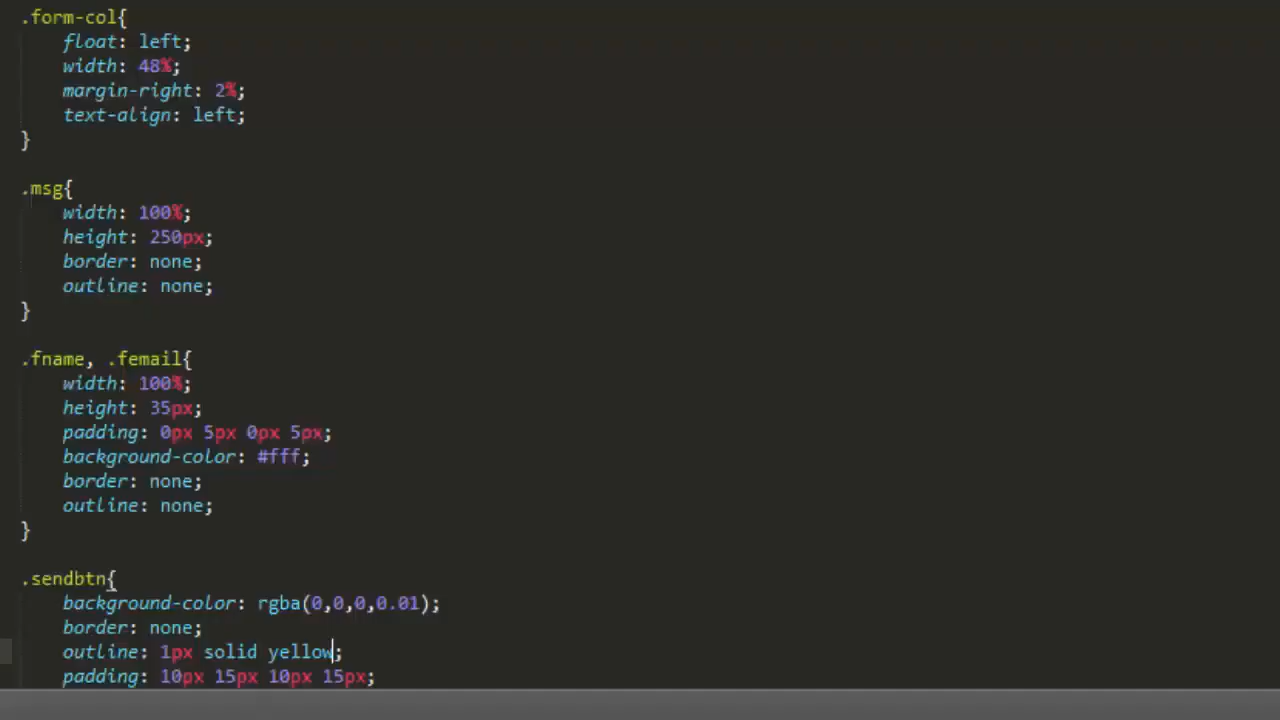 .form-col{
float: left;
width: 48%;
margin-right: 2%;
text-align: left;
}
.msg{
width: 100%;
height: 250px;
border: none;
outline: none;
}
.fname, .femail{
width: 100%;
height: 35px;
padding: 0px 5px 0px 5px;
background-color: #fff;
border: none;
outline: none;
}
.sendbtn{
background-color: rgba(0,0,0,0.01);
border: none;
outline: 1px solid yellow;
padding: 10px 15px 10px 15px;